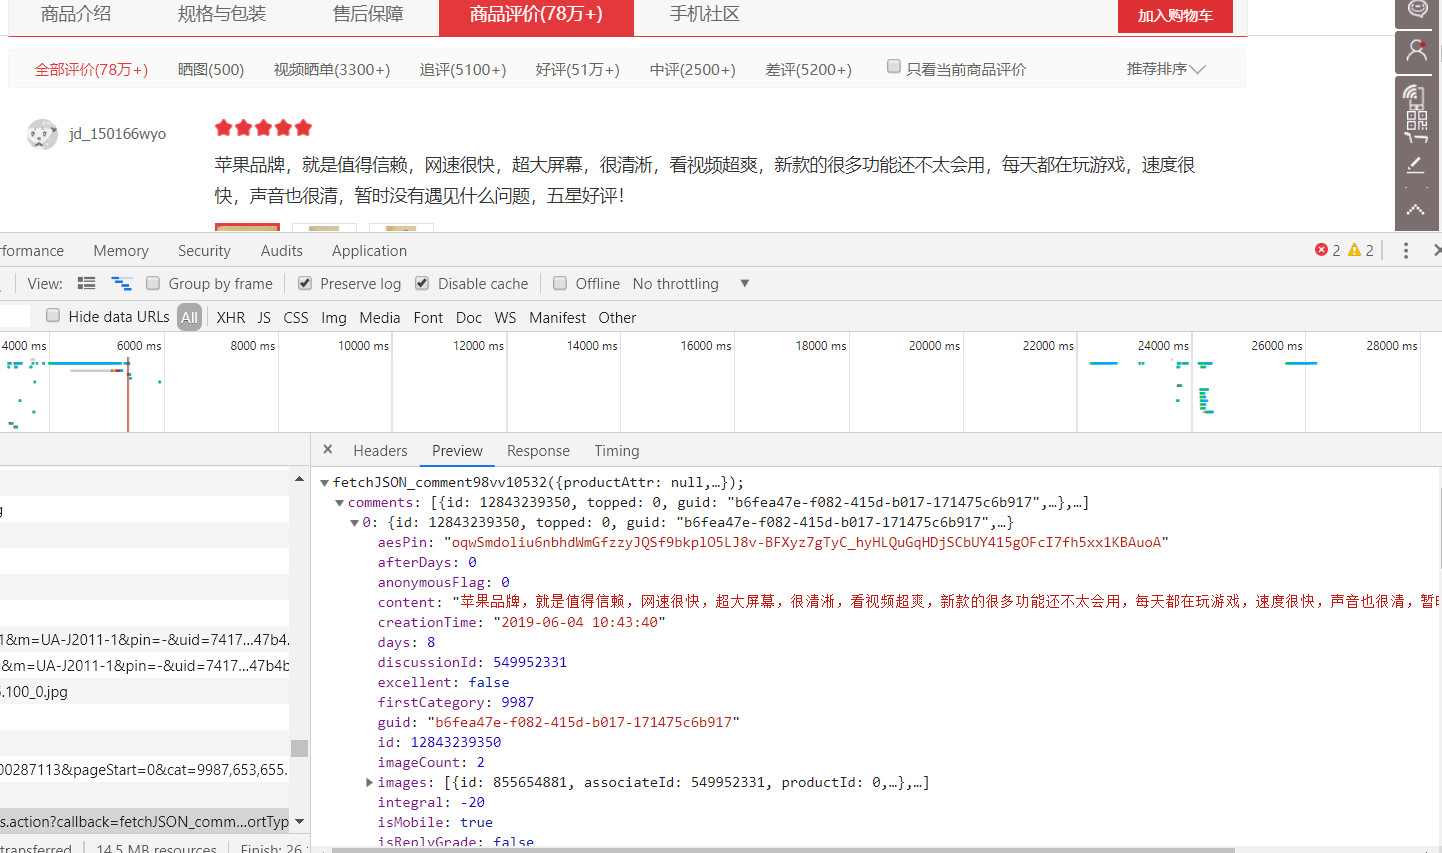 商品介绍 规格与包装 售后保障 商品评价(78万+) 手机社区 加入购物车
全部评价(78万+) 晒图(500) 视频晒单(3300+) 追评(5100+) 好评(51万+) 中评(2500+) 差评(5200+) 只看当前商品评价 推荐排序
jd_150166wyo
苹果品牌，就是值得信赖，网速很快，超大屏幕，很清淅，看视频超爽，新款的很多功能还不太会用，每天都在玩游戏，速度很
快，声音也很清，暂时没有遇见什么问题，五星好评！
rformance Memory Security Audits Application 2 2
View: Group by frame Preserve log Disable cache Offline No throttling
Hide data URLs All XHR JS CSS Img Media Font Doc WS Manifest Other
4000 ms 6000 ms 8000 ms 10000 ms 12000 ms 14000 ms 16000 ms 18000 ms 20000 ms 22000 ms 24000 ms 26000 ms 28000 ms
Headers Preview Response Timing
fetchJSON_comment98vv10532({productAttr: null,…});
comments: [{id: 12843239350, topped: 0, guid: "b6fea47e-f082-415d-b017-171475c6b917",…},…]
0: {id: 12843239350, topped: 0, guid: "b6fea47e-f082-415d-b017-171475c6b917",…}
aesPin: "oqwSmdoliu6nbhdWmGfzzyJQSf9bkplO5LJ8v-BFXyz7gTyC_hyHLQuGqHDjSCbUY415gOFcI7fh5xx1KBAuoA"
afterDays: 0
anonymousFlag: 0
content: "苹果品牌，就是值得信赖，网速很快，超大屏幕，很清淅，看视频超爽，新款的很多功能还不太会用，每天都在玩游戏，速度很快，声音也很清，暂
creationTime: "2019-06-04 10:43:40"
days: 8
discussionId: 549952331
excellent: false
firstCategory: 9987
guid: "b6fea47e-f082-415d-b017-171475c6b917"
id: 12843239350
imageCount: 2
images: [{id: 855654881, associateId: 549952331, productId: 0,…},…]
integral: -20
isMobile: true
isReplyGrade: false
g
1&m=UA-J2011-1&pin=-&uid=7417…47b4.
&m=UA-J2011-1&pin=-&uid=7417…47b4b
.100_0.jpg
00287113&pageStart=0&cat=9987,653,655.
s.action?callback=fetchJSON_comm…ortTyp
transferred 14.5 MB resources Finish: 26